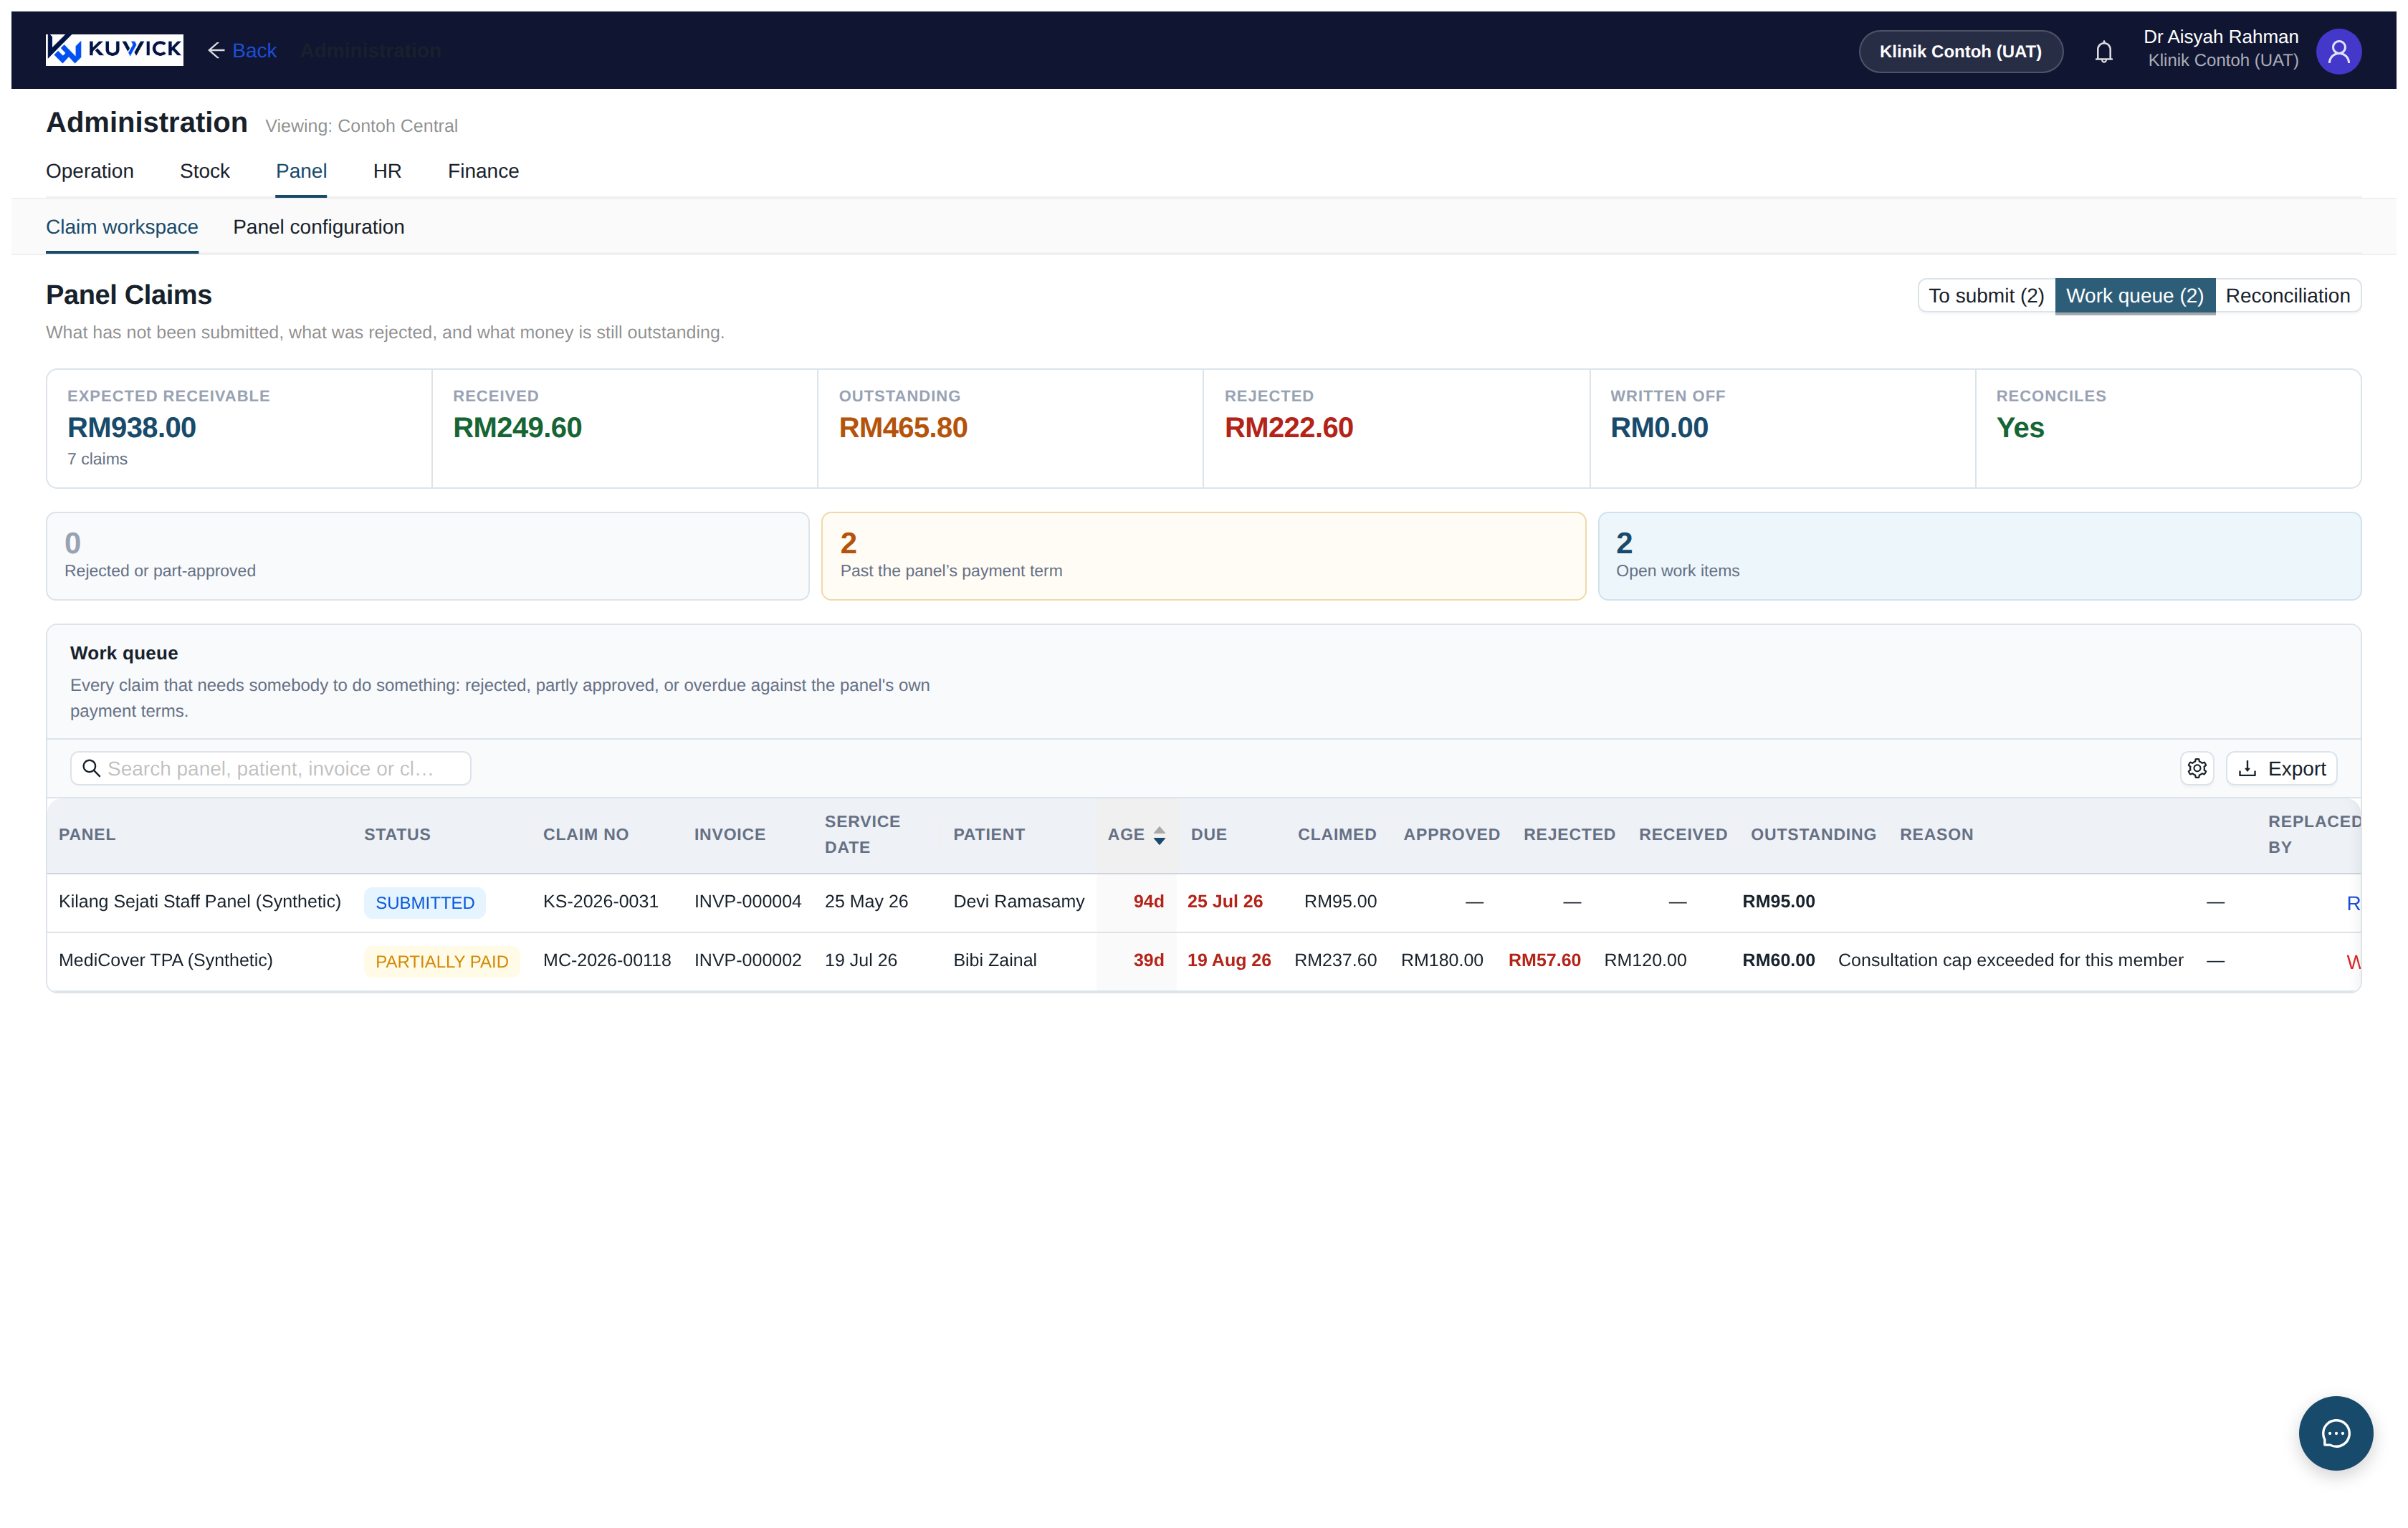 KUWICK
Back Administration
Klinik Contoh (UAT)
Dr Aisyah Rahman
Klinik Contoh (UAT)
Administration Viewing: Contoh Central
Operation Stock Panel HR Finance
Claim workspace Panel configuration
Panel Claims
To submit (2) Work queue (2) Reconciliation
What has not been submitted, what was rejected, and what money is still outstanding.
EXPECTED RECEIVABLE RECEIVED OUTSTANDING REJECTED WRITTEN OFF RECONCILES
RM938.00 RM249.60 RM465.80 RM222.60 RM0.00 Yes
7 claims
0 2 2
Rejected or part-approved Past the panel’s payment term Open work items
Work queue
Every claim that needs somebody to do something: rejected, partly approved, or overdue against the panel's own
payment terms.
Search panel, patient, invoice or cl… Export
PANEL STATUS CLAIM NO INVOICE SERVICE DATE PATIENT AGE DUE CLAIMED APPROVED REJECTED RECEIVED OUTSTANDING REASON REPLACED BY
Kilang Sejati Staff Panel (Synthetic) SUBMITTED KS-2026-0031 INVP-000004 25 May 26 Devi Ramasamy 94d 25 Jul 26 RM95.00 — — — RM95.00 — R
MediCover TPA (Synthetic) PARTIALLY PAID MC-2026-00118 INVP-000002 19 Jul 26 Bibi Zainal 39d 19 Aug 26 RM237.60 RM180.00 RM57.60 RM120.00 RM60.00 Consultation cap exceeded for this member —